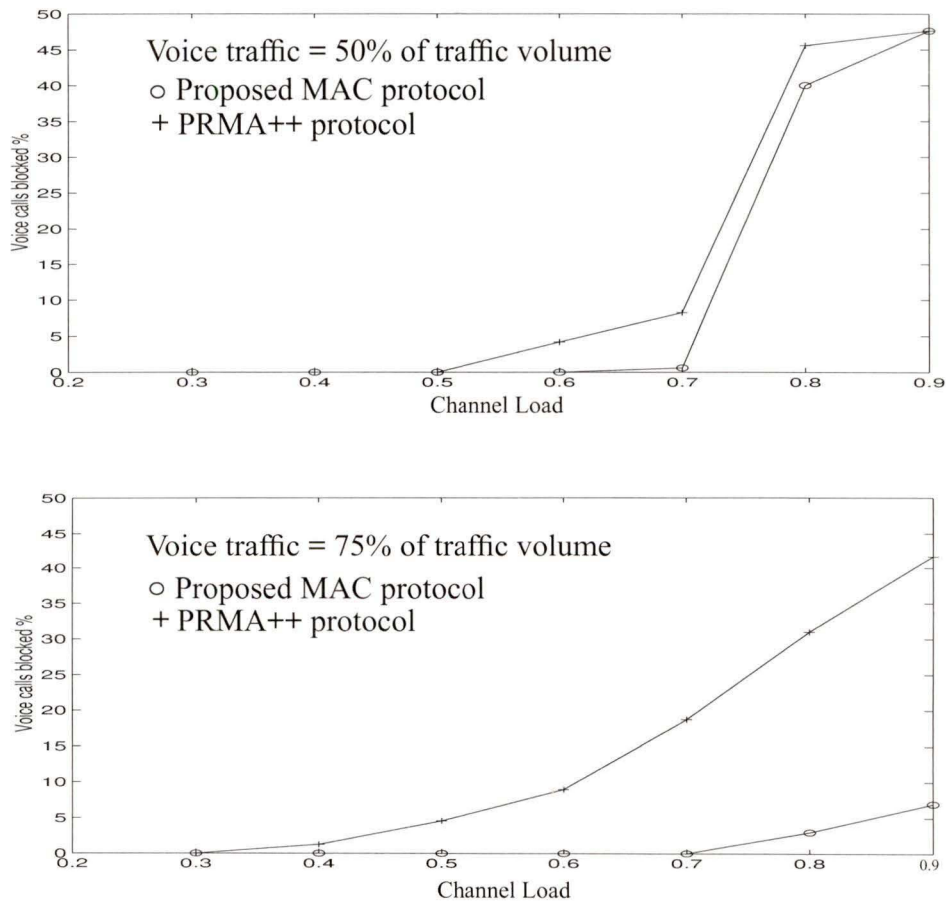 50
45
40
35
30
25
20
15
10
5
0
Voice calls blocked %
Voice traffic = 50% of traffic volume
o Proposed MAC protocol
+ PRMA++ protocol
0.2 0.3 0.4 0.5 0.6 0.7 0.8 0.9
Channel Load
50
45
40
35
30
25
20
15
10
5
0
Voice calls blocked %
Voice traffic = 75% of traffic volume
o Proposed MAC protocol
+ PRMA++ protocol
0.2 0.3 0.4 0.5 0.6 0.7 0.8 0.9
Channel Load